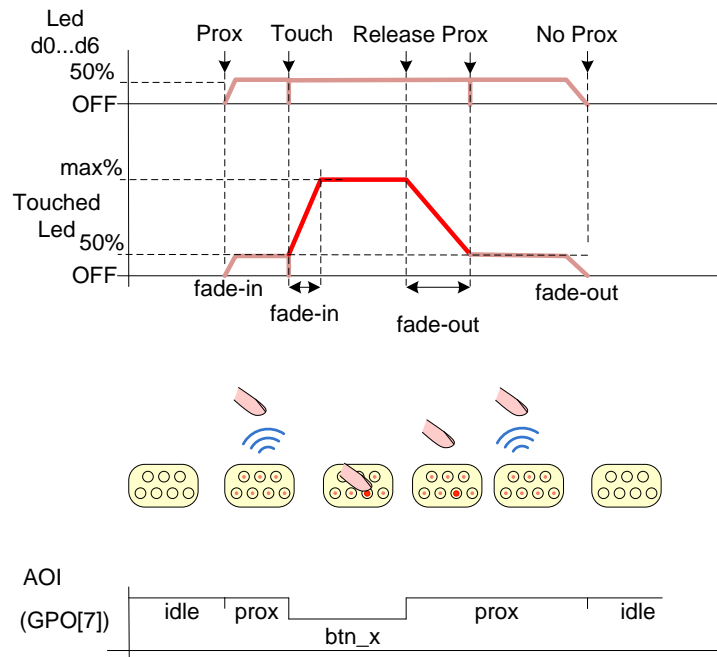 Led
d0...d6
Prox
Touch
Release
Prox
No Prox
50%
OFF
max%
Touched
Led
50%
OFF
fade-in
fade-in
fade-out
fade-out
AOI
(GPO[7])
idle
prox
btn_x
prox
idle